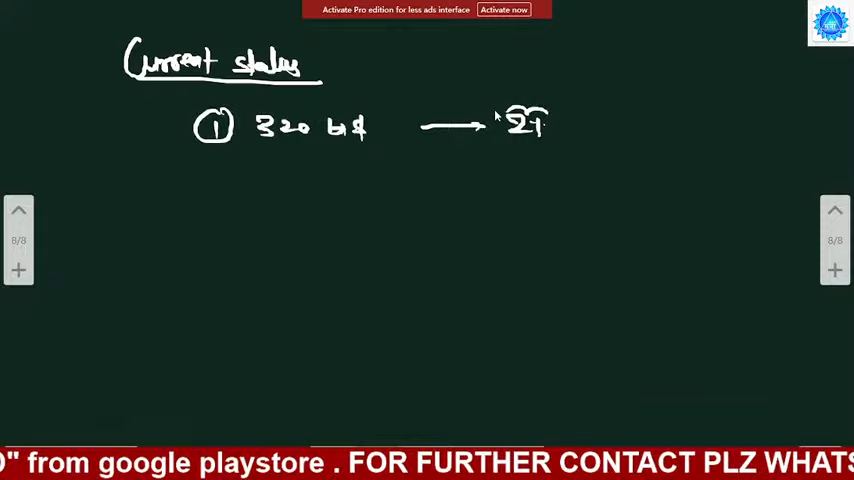 Activate Pro edition for less ads interface Activate now
Current status
① 320 b$ → 2T
8/8 8/8
O" from google playstore . FOR FURTHER CONTACT PLZ WHATS